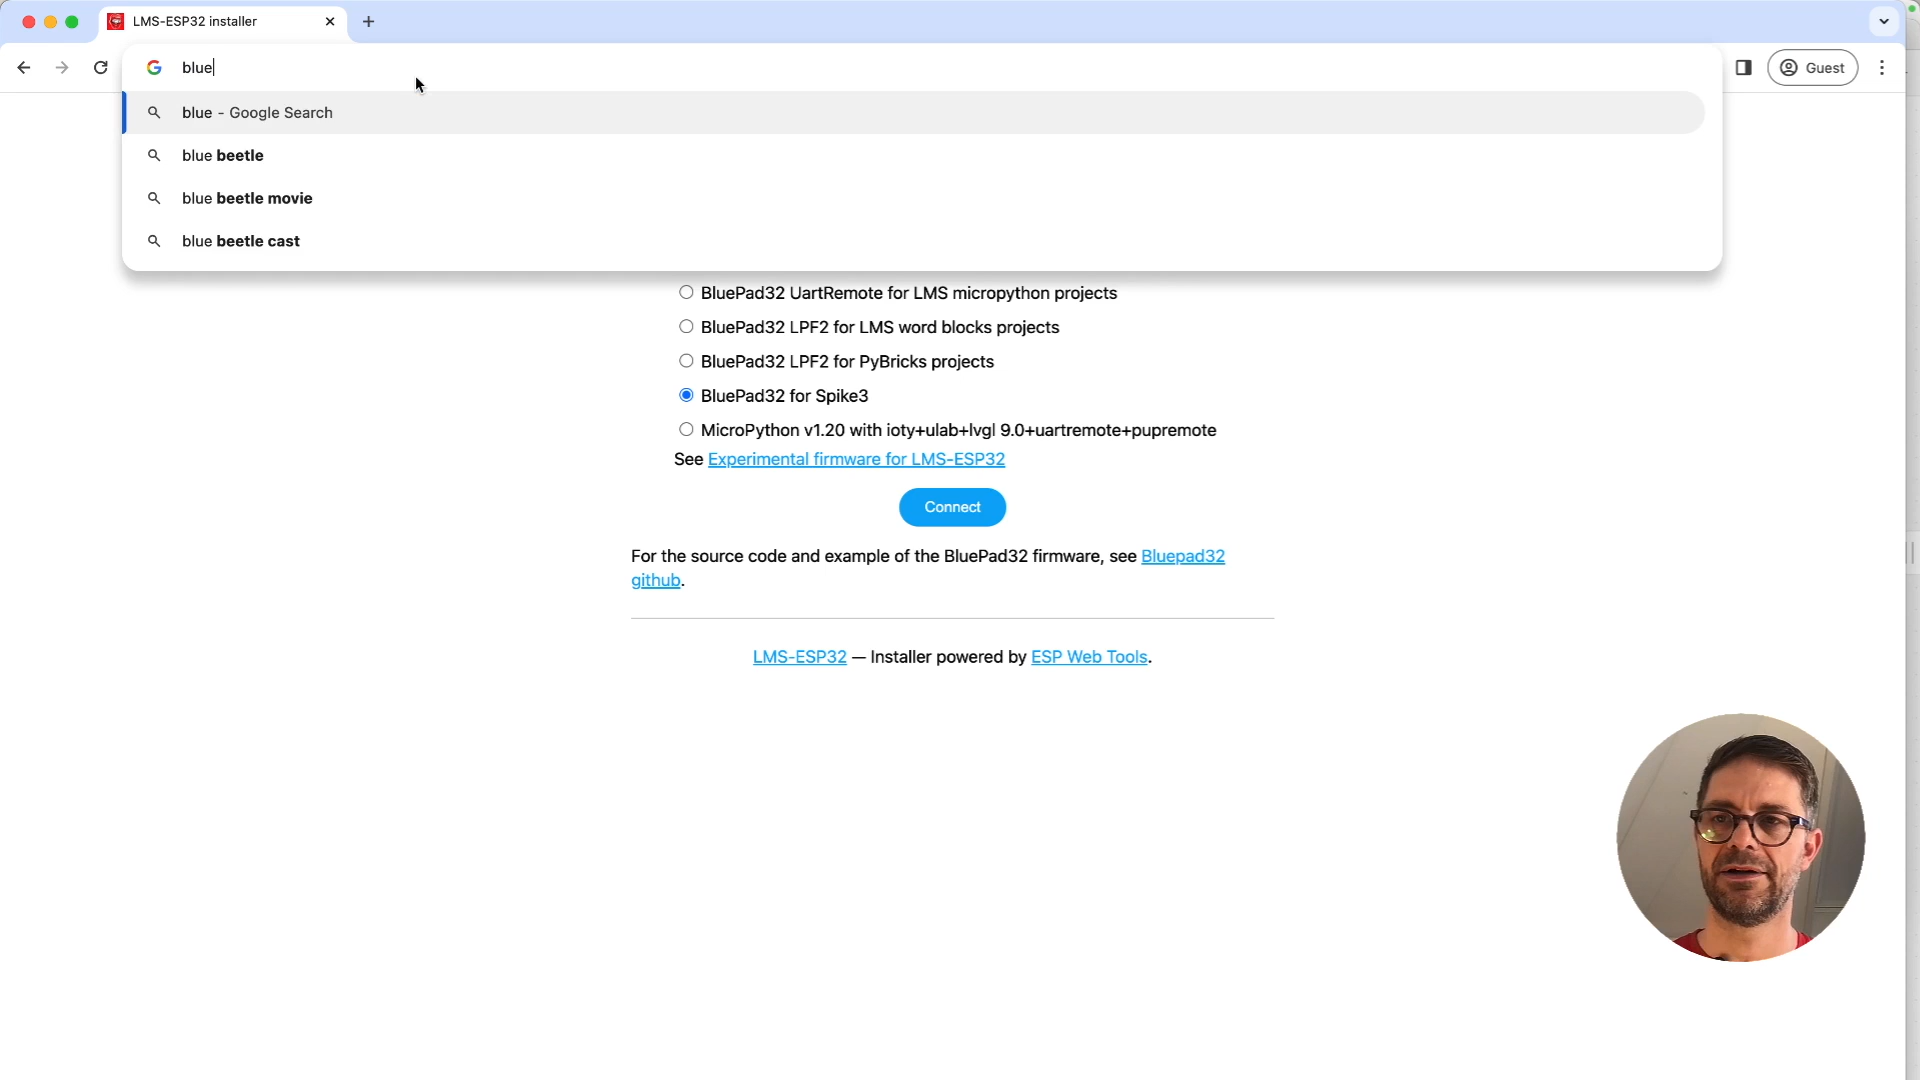 LMS-ESP32 installer
blue
Guest
blue - Google Search
blue beetle
blue beetle movie
blue beetle cast
BluePad32 UartRemote for LMS micropython projects
BluePad32 LPF2 for LMS word blocks projects
BluePad32 LPF2 for PyBricks projects
BluePad32 for Spike3
MicroPython v1.20 with ioty+ulab+lvgl 9.0+uartremote+pupremote
See Experimental firmware for LMS-ESP32
Connect
For the source code and example of the BluePad32 firmware, see Bluepad32
github.
LMS-ESP32 — Installer powered by ESP Web Tools.